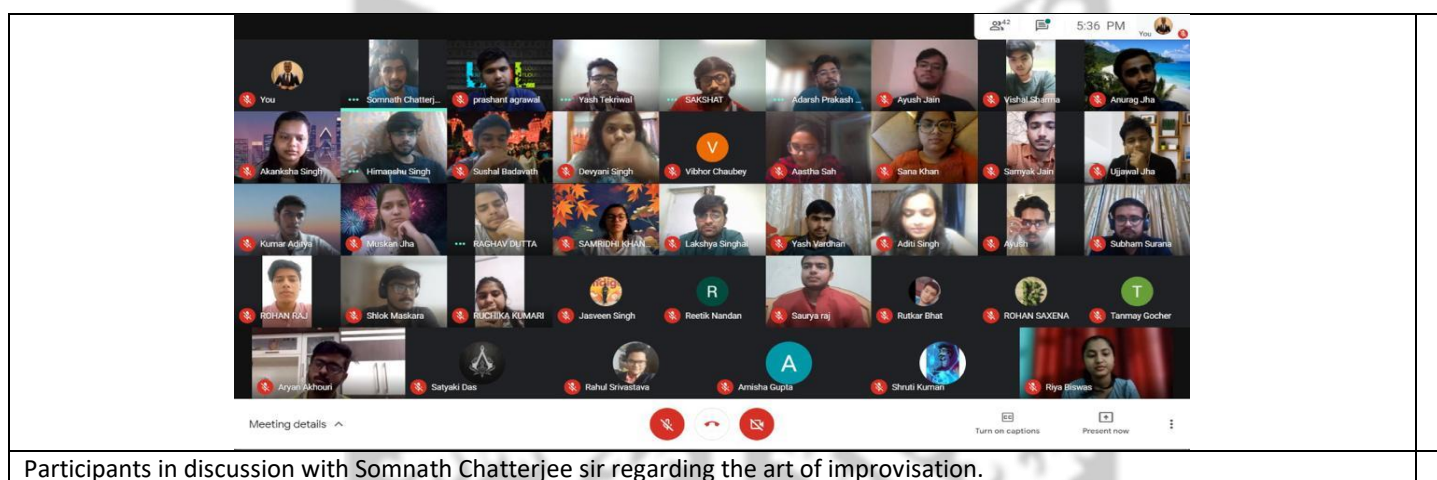 42 5:36 PM You
You Somnath Chatterj... prashant agrawal Yash Tekriwal SAKSHAT Adarsh Prakash ... Ayush Jain Vishal Sharma Anurag Jha
Akanksha Singh Himanshu Singh Sushal Badavath Devyani Singh V Vibhor Chaubey Aastha Sah Sana Khan Samyak Jain Ujjawal Jha
Kumar Aditya Muskan Jha RAGHAV DUTTA SAMRIDHI KHAN... Lakshya Singhal Yash Vardhan Aditi Singh Ayush Subham Surana
ROHAN RAJ Shlok Maskara RUCHIKA KUMARI Jasveen Singh R Reetik Nandan Saurya raj Rutkar Bhat ROHAN SAXENA T Tanmay Gocher
Aryan Akhouri Satyaki Das Rahul Srivastava A Amisha Gupta Shruti Kumari Riya Biswas
Meeting details Turn on captions Present now
Participants in discussion with Somnath Chatterjee sir regarding the art of improvisation.